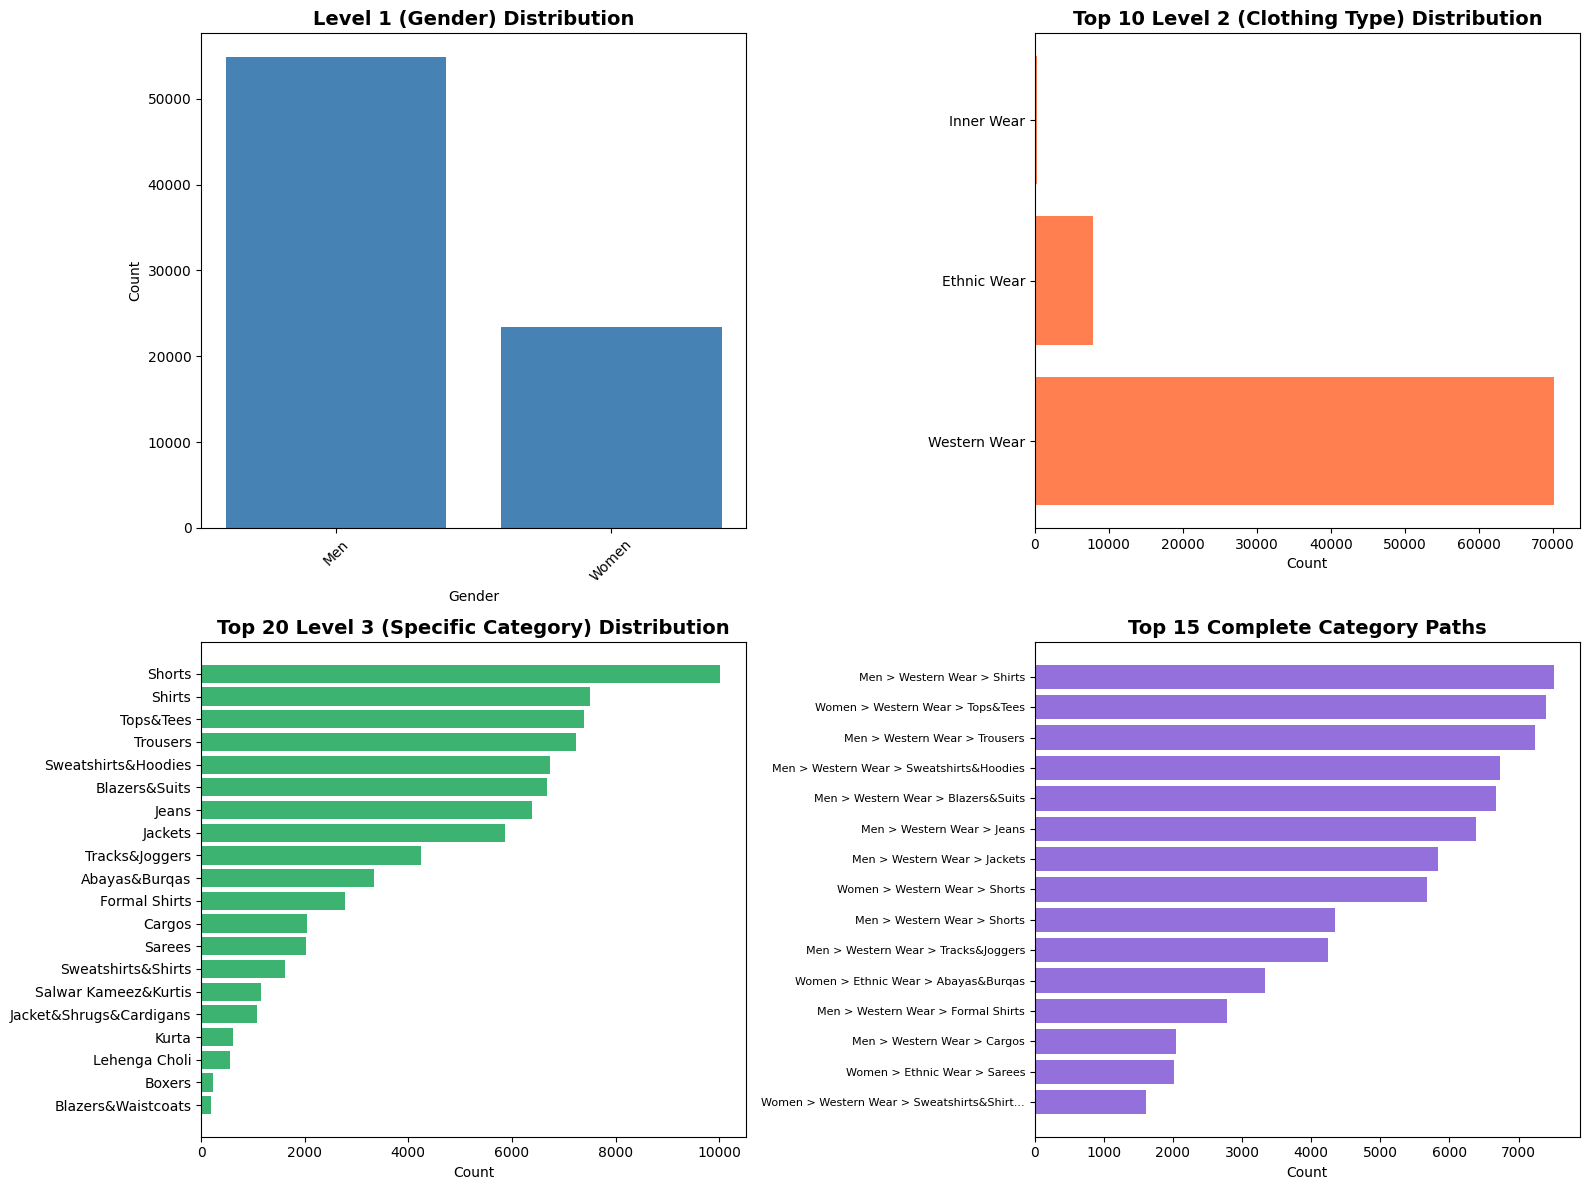 Level 1 (Gender) Distribution
50000
40000
30000
20000
10000
0
Count
Men
Women
Gender
Top 10 Level 2 (Clothing Type) Distribution
Inner Wear
Ethnic Wear
Western Wear
0 10000 20000 30000 40000 50000 60000 70000
Count
Top 20 Level 3 (Specific Category) Distribution
Shorts
Shirts
Tops&Tees
Trousers
Sweatshirts&Hoodies
Blazers&Suits
Jeans
Jackets
Tracks&Joggers
Abayas&Burqas
Formal Shirts
Cargos
Sarees
Sweatshirts&Shirts
Salwar Kameez&Kurtis
Jacket&Shrugs&Cardigans
Kurta
Lehenga Choli
Boxers
Blazers&Waistcoats
0 2000 4000 6000 8000 10000
Count
Top 15 Complete Category Paths
Men > Western Wear > Shirts
Women > Western Wear > Tops&Tees
Men > Western Wear > Trousers
Men > Western Wear > Sweatshirts&Hoodies
Men > Western Wear > Blazers&Suits
Men > Western Wear > Jeans
Men > Western Wear > Jackets
Women > Western Wear > Shorts
Men > Western Wear > Shorts
Men > Western Wear > Tracks&Joggers
Women > Ethnic Wear > Abayas&Burqas
Men > Western Wear > Formal Shirts
Men > Western Wear > Cargos
Women > Ethnic Wear > Sarees
Women > Western Wear > Sweatshirts&Shirt...
0 1000 2000 3000 4000 5000 6000 7000
Count